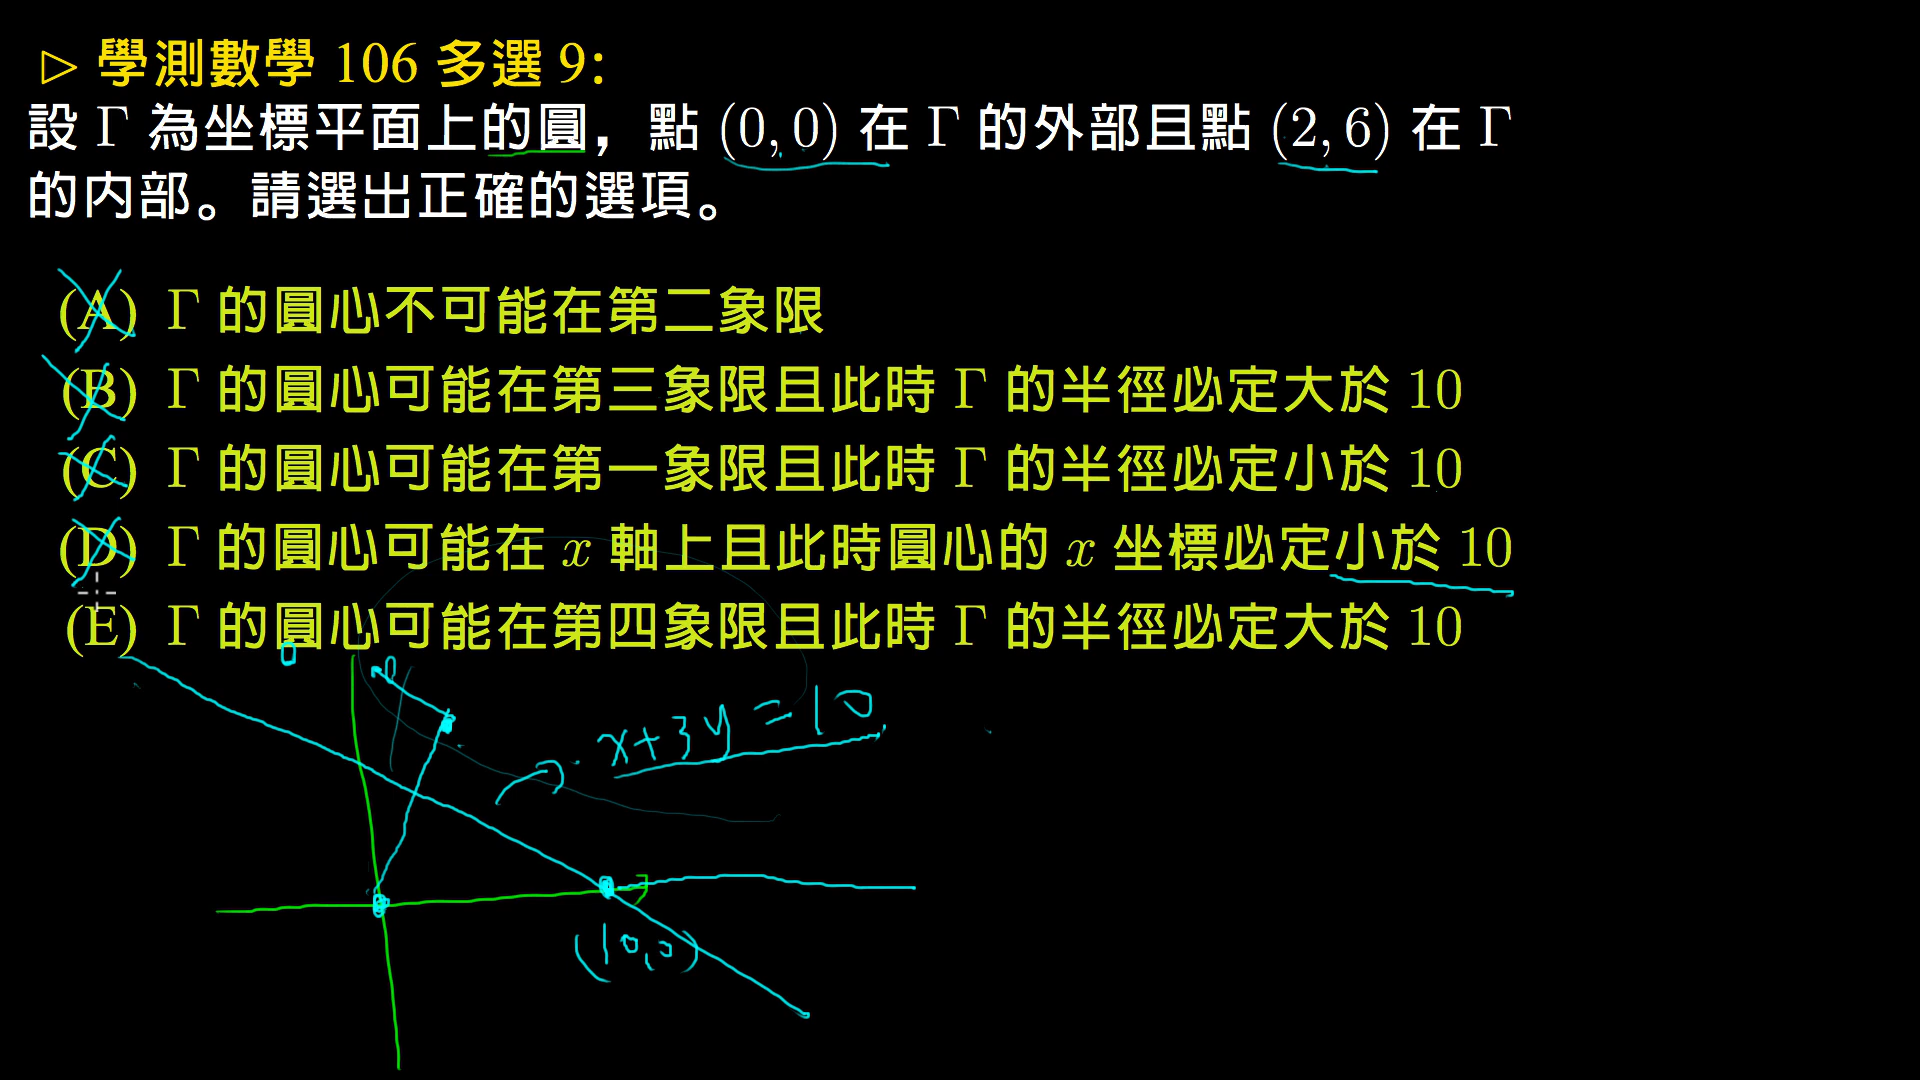 ▷ 學測數學 106 多選 9:
設 Γ 為坐標平面上的圓，點 (0,0) 在 Γ 的外部且點 (2,6) 在 Γ
的内部。請選出正確的選項。
(A) Γ 的圓心不可能在第二象限
(B) Γ 的圓心可能在第三象限且此時 Γ 的半徑必定大於 10
(C) Γ 的圓心可能在第一象限且此時 Γ 的半徑必定小於 10
(D) Γ 的圓心可能在 x 軸上且此時圓心的 x 坐標必定小於 10
(E) Γ 的圓心可能在第四象限且此時 Γ 的半徑必定大於 10
x+3y=10
(10,0)